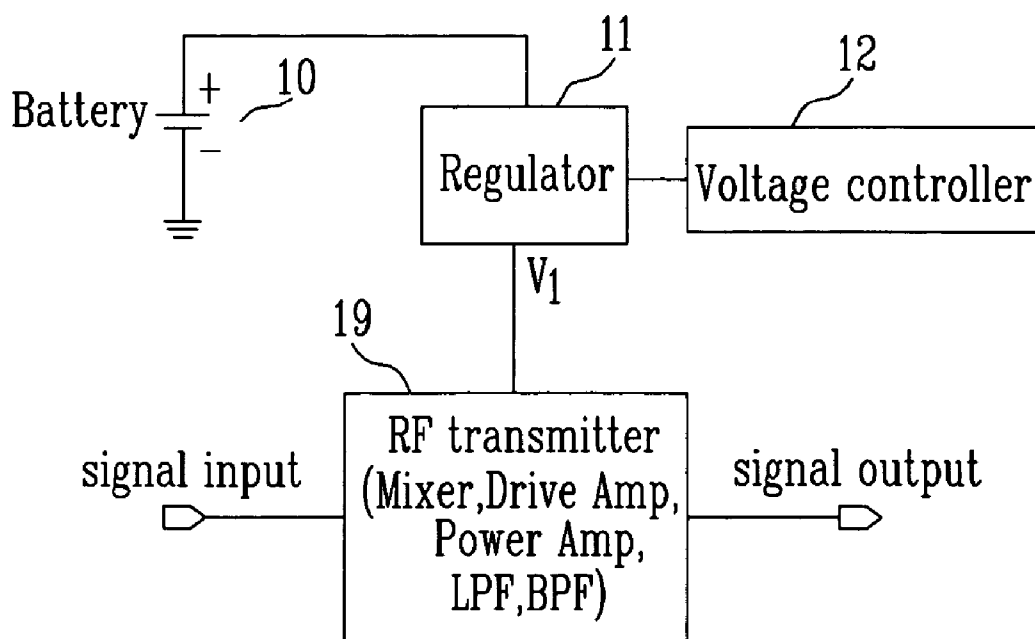 11
12
10
Battery
+
−
Regulator
Voltage controller
V1
19
RF transmitter
(Mixer,Drive Amp,
Power Amp,
LPF,BPF)
signal input
signal output